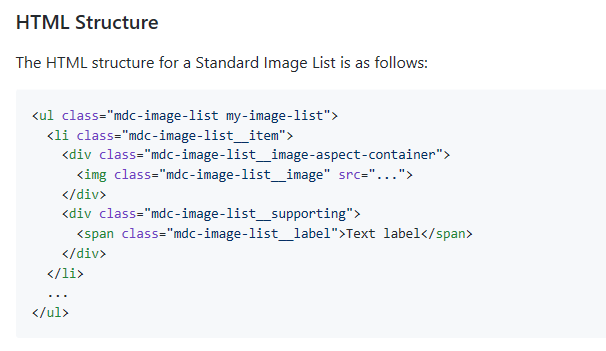 HTML Structure
The HTML structure for a Standard Image List is as follows:
<ul class="mdc-image-list my-image-list">
  <li class="mdc-image-list__item">
    <div class="mdc-image-list__image-aspect-container">
      <img class="mdc-image-list__image" src="...">
    </div>
    <div class="mdc-image-list__supporting">
      <span class="mdc-image-list__label">Text label</span>
    </div>
  </li>
  ...
</ul>